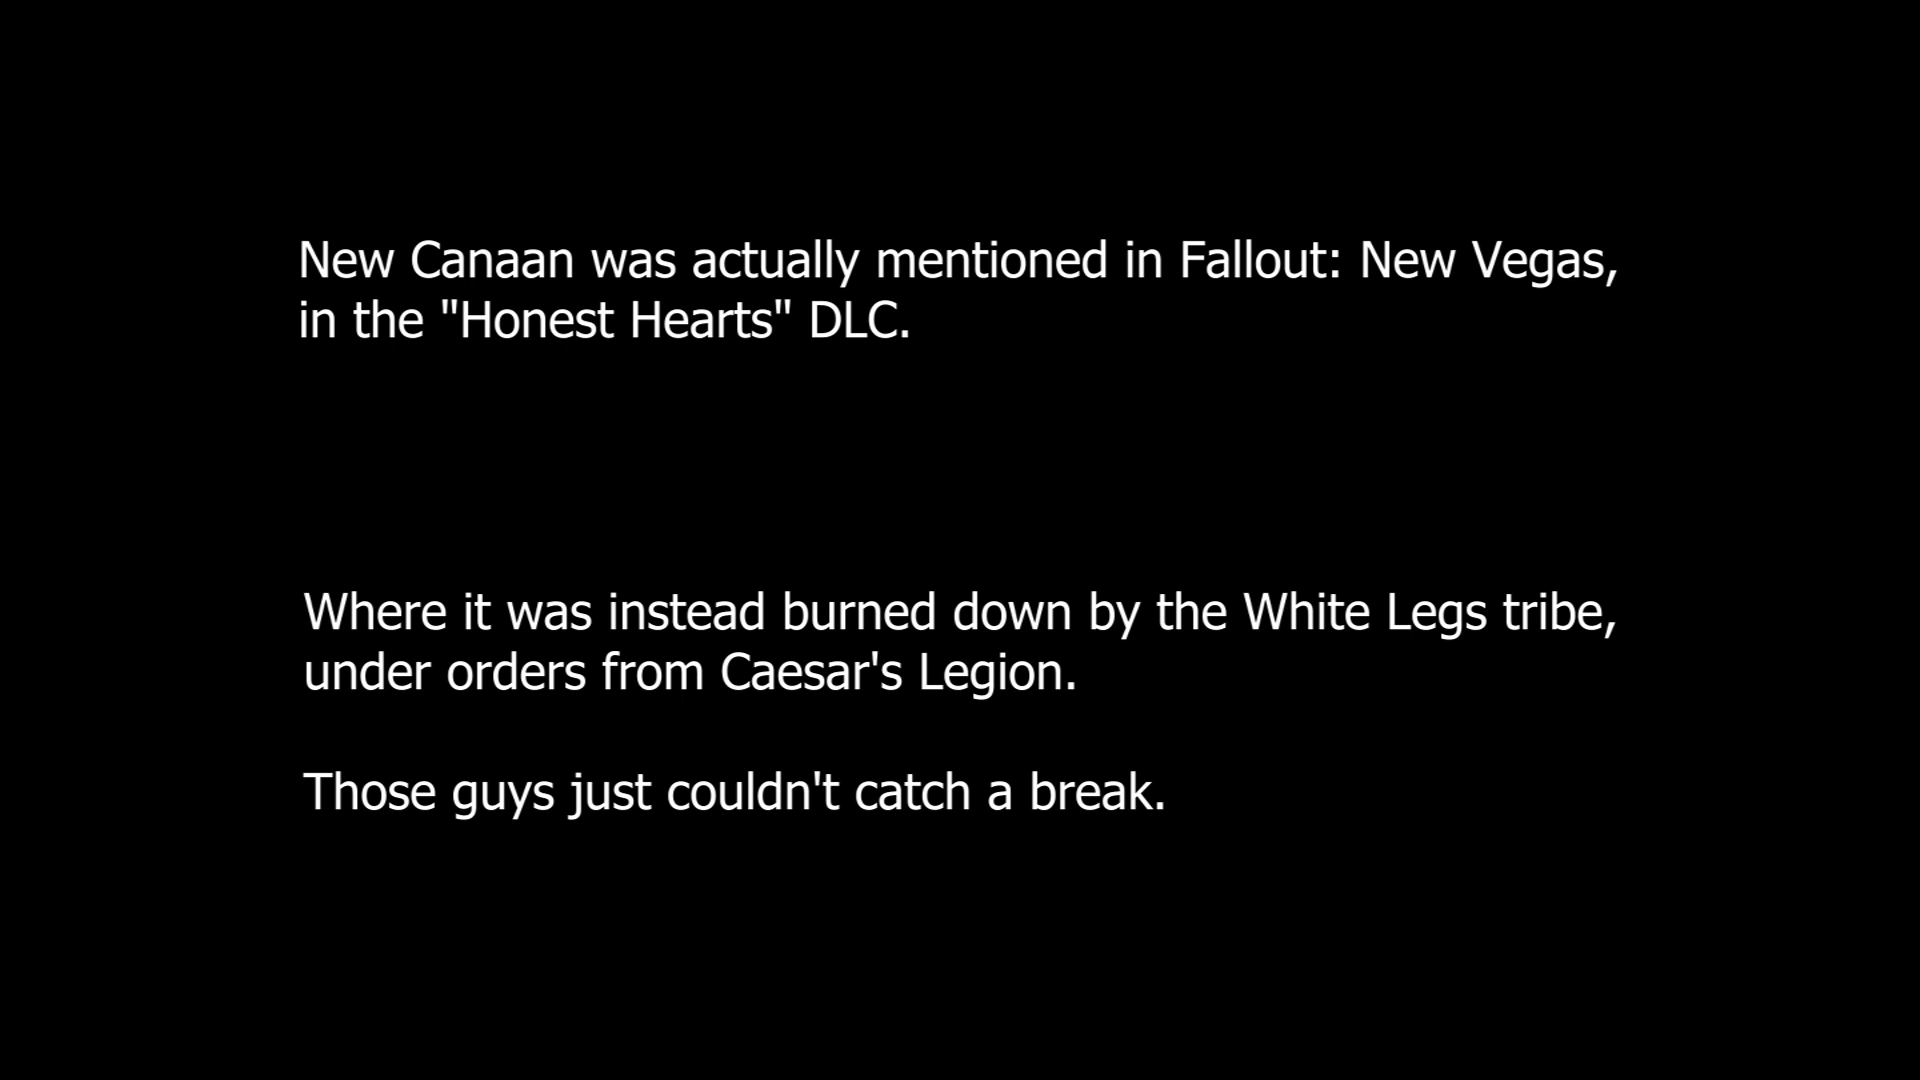 New Canaan was actually mentioned in Fallout: New Vegas,
in the "Honest Hearts" DLC.
Where it was instead burned down by the White Legs tribe,
under orders from Caesar's Legion.
Those guys just couldn't catch a break.